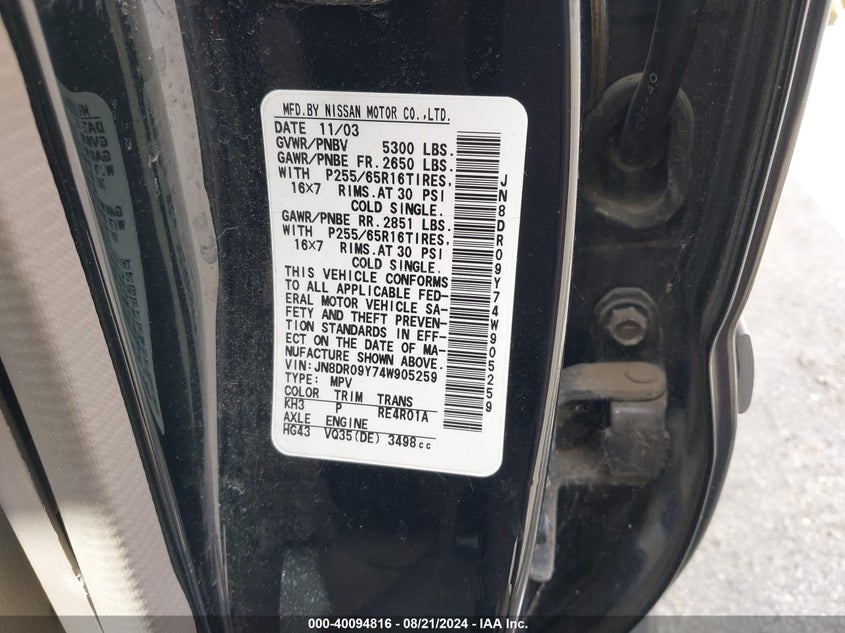 MFD.BY NISSAN MOTOR CO.,LTD.
DATE 11/03
GVWR/PNBV 5300 LBS.
GAWR/PNBE FR. 2650 LBS.
WITH P255/65R16TIRES,
16×7 RIMS.AT 30 PSI
COLD SINGLE.
GAWR/PNBE RR. 2851 LBS.
WITH P255/65R16TIRES,
16×7 RIMS.AT 30 PSI
COLD SINGLE.
THIS VEHICLE CONFORMS
TO ALL APPLICABLE FED-
ERAL MOTOR VEHICLE SA-
FETY AND THEFT PREVEN-
TION STANDARDS IN EFF-
ECT ON THE DATE OF MA-
NUFACTURE SHOWN ABOVE.
VIN:JN8DR09Y74W905259
TYPE: MPV
COLOR TRIM TRANS
KH3 P RE4R01A
AXLE ENGINE
HG43 VQ35(DE) 3498cc
JN8DR09Y74W905259
000-40094816 - 08/21/2024 - IAA Inc.